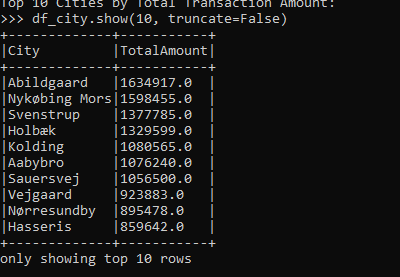 Top 10 Cities by Total Transaction Amount:
>>> df_city.show(10, truncate=False)
+-------------+-----------+
|City         |TotalAmount|
+-------------+-----------+
|Abildgaard   |1634917.0  |
|Nykøbing Mors|1598455.0  |
|Svenstrup    |1377785.0  |
|Holbæk       |1329599.0  |
|Kolding      |1080565.0  |
|Aabybro      |1076240.0  |
|Sauersvej    |1056500.0  |
|Vejgaard     |923883.0   |
|Nørresundby  |895478.0   |
|Hasseris     |859642.0   |
+-------------+-----------+
only showing top 10 rows